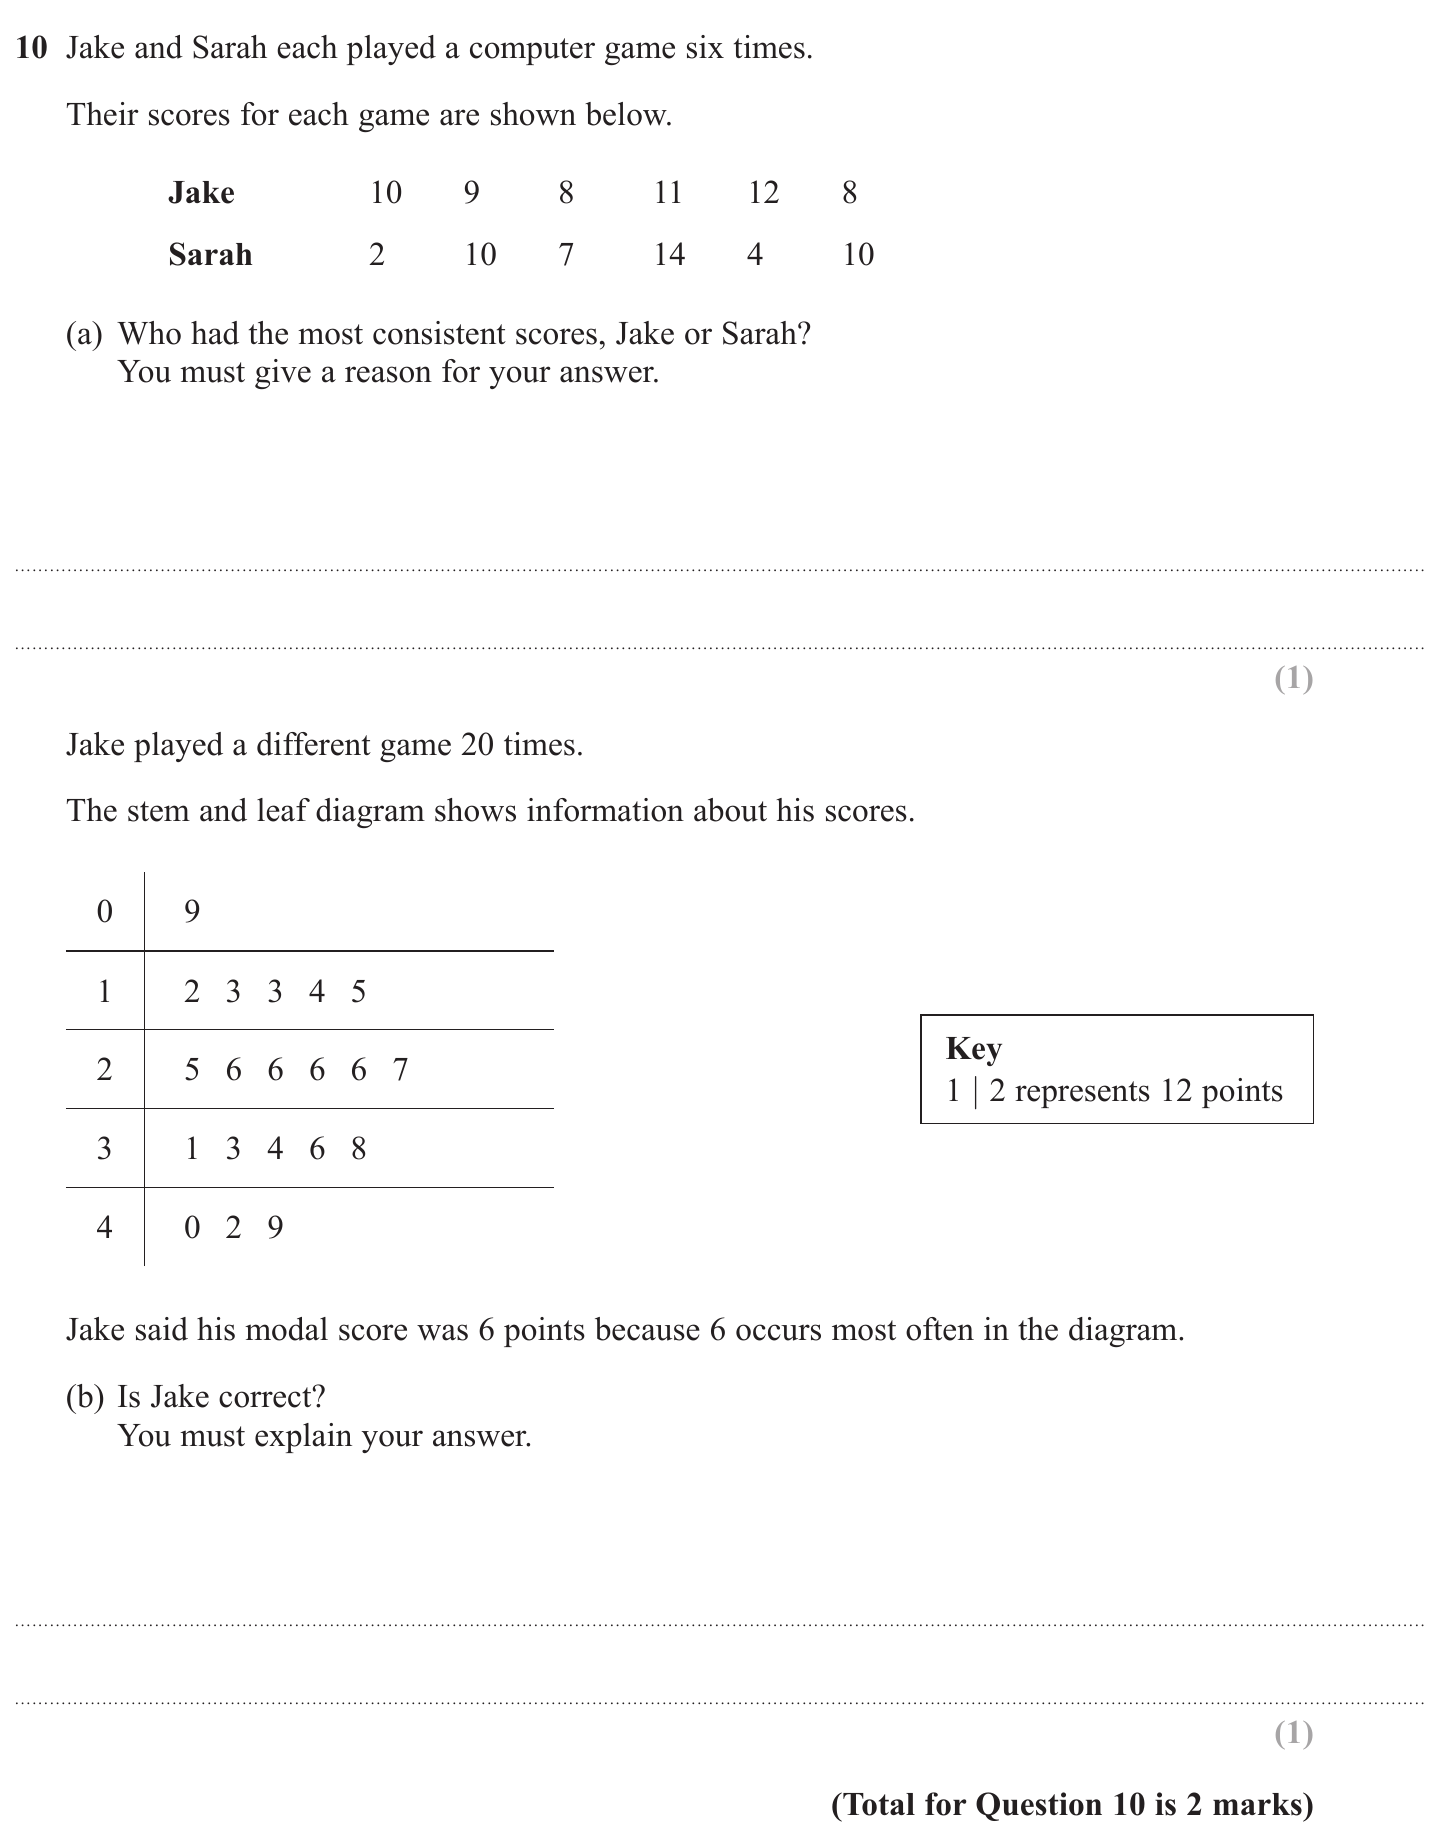 10 Jake and Sarah each played a computer game six times.
Their scores for each game are shown below.
Jake 10 9 8 11 12 8
Sarah 2 10 7 14 4 10
(a) Who had the most consistent scores, Jake or Sarah?
You must give a reason for your answer.
(1)
Jake played a different game 20 times.
The stem and leaf diagram shows information about his scores.
0 9
1 2 3 3 4 5
2 5 6 6 6 6 7
3 1 3 4 6 8
4 0 2 9
Key
1 | 2 represents 12 points
Jake said his modal score was 6 points because 6 occurs most often in the diagram.
(b) Is Jake correct?
You must explain your answer.
(1)
(Total for Question 10 is 2 marks)